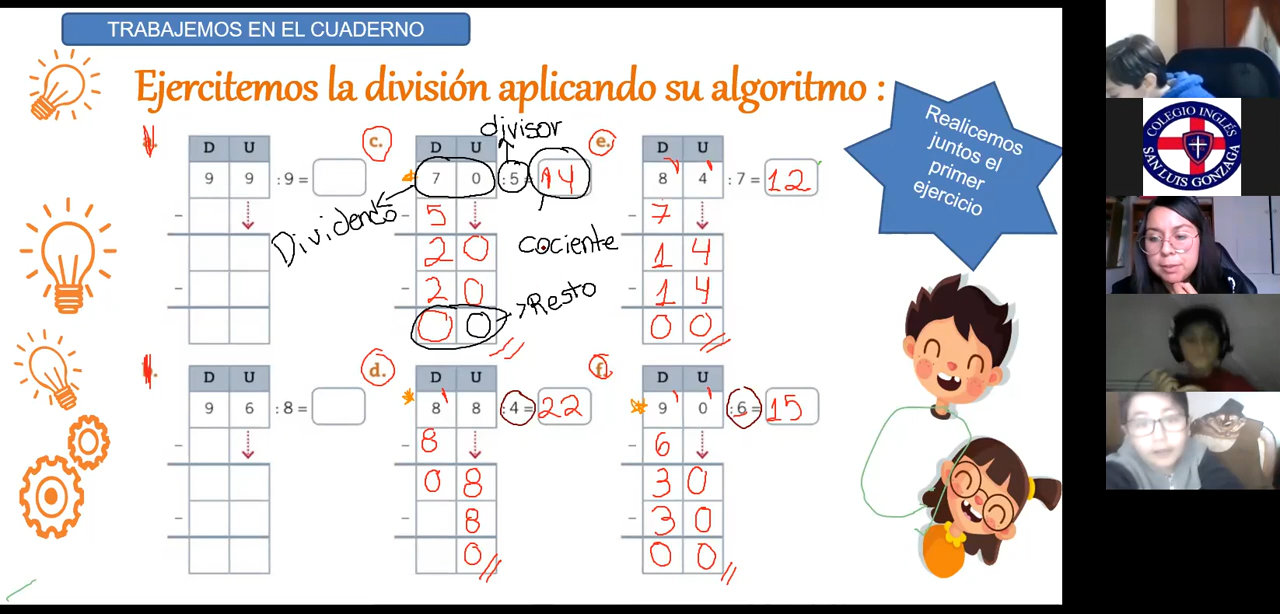 TRABAJEMOS EN EL CUADERNO
Ejercitemos la división aplicando su algoritmo :
Realicemos
juntos el
primer
ejercicio
COLEGIO INGLÉS
SAN LUIS GONZAGA
D U
9 9 : 9 =
-
-
c.
divisor
D U
7 0 : 5 = 14
Dividendo
- 5
2 0
cociente
- 2 0
0 0 Resto
e.
D U
8 4 : 7 = 12
- 7
1 4
- 1 4
0 0
D U
9 6 : 8 =
-
-
d.
D U
8 8 : 4 = 22
- 8
0 8
- 8
0
f.
D U
9 0 : 6 = 15
- 6
3 0
- 3 0
0 0